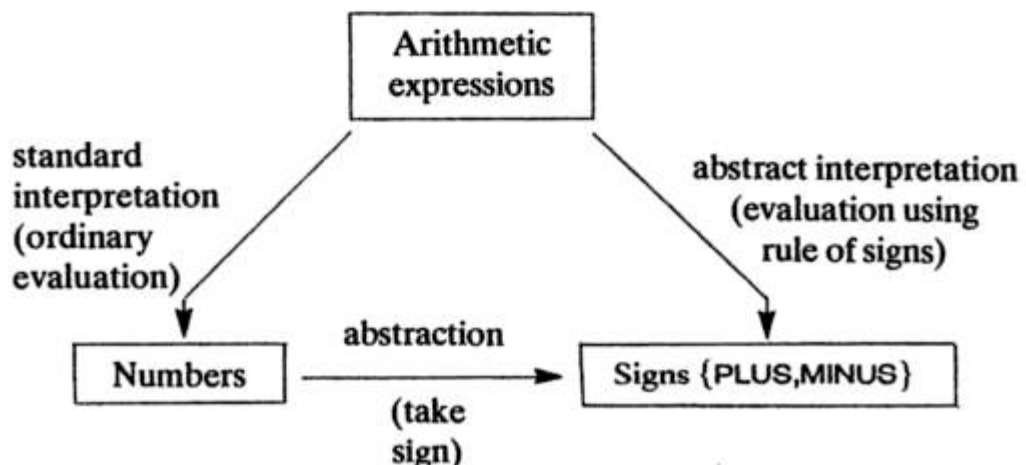 Arithmetic
expressions
standard
interpretation
(ordinary
evaluation)
abstract interpretation
(evaluation using
rule of signs)
Numbers
abstraction
(take
sign)
Signs {PLUS,MINUS}